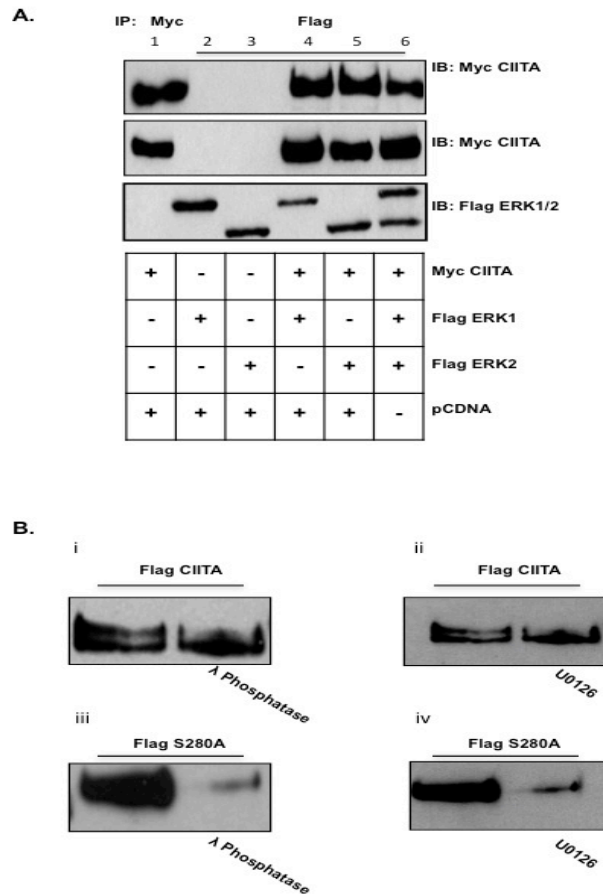 A.
IP: Myc Flag
1 2 3 4 5 6
IB: Myc CIITA
IB: Myc CIITA
IB: Flag ERK1/2
+ - - + + + Myc CIITA
- + - + - + Flag ERK1
- - + - + + Flag ERK2
+ + + + + - pCDNA
B.
i ii
Flag CIITA Flag CIITA
λ Phosphatase U0126
iii iv
Flag S280A Flag S280A
λ Phosphatase U0126